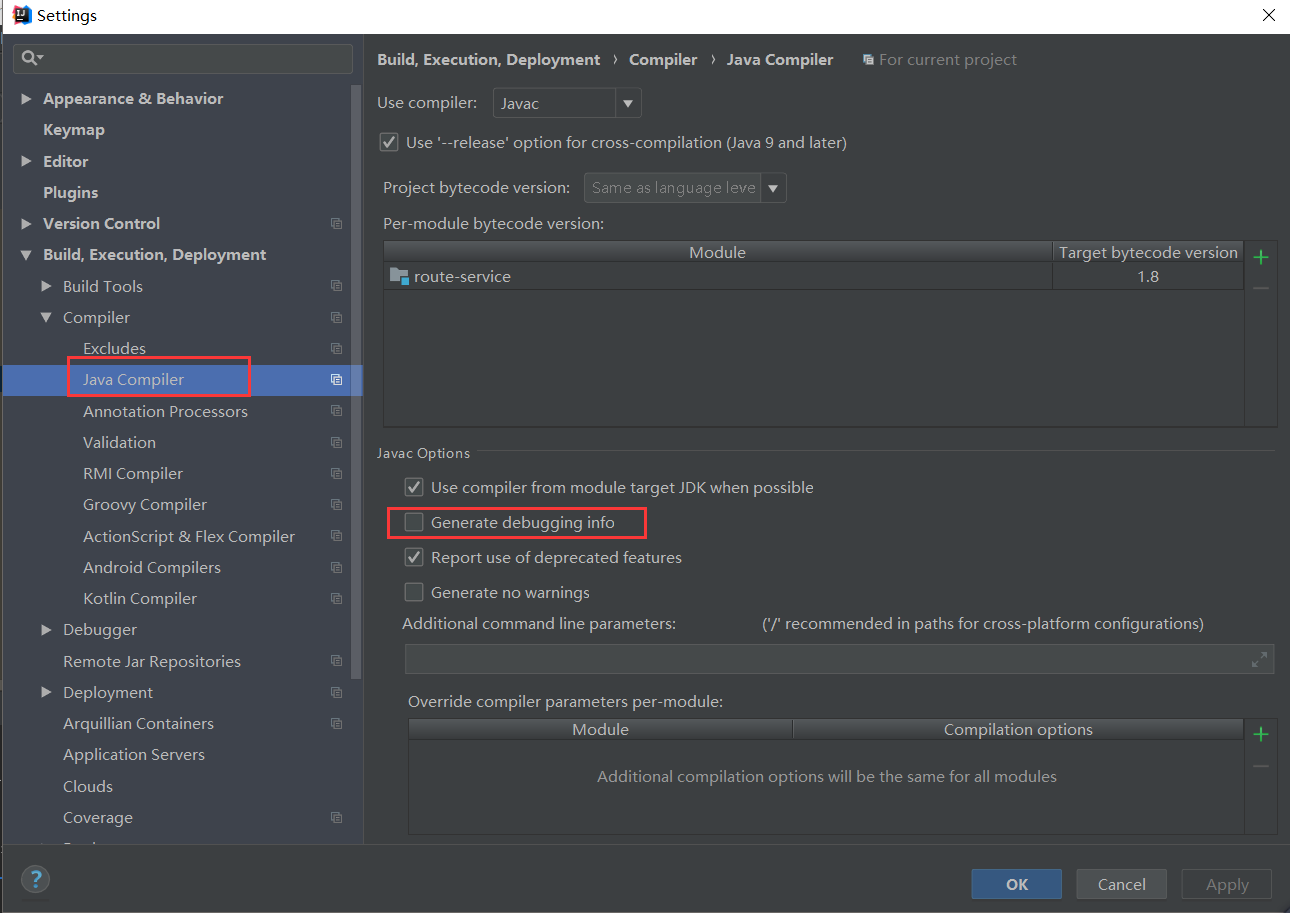 Settings
Appearance & Behavior
Keymap
Editor
Plugins
Version Control
Build, Execution, Deployment
Build Tools
Compiler
Excludes
Java Compiler
Annotation Processors
Validation
RMI Compiler
Groovy Compiler
ActionScript & Flex Compiler
Android Compilers
Kotlin Compiler
Debugger
Remote Jar Repositories
Deployment
Arquillian Containers
Application Servers
Clouds
Coverage
Build, Execution, Deployment › Compiler › Java Compiler For current project
Use compiler: Javac
Use '--release' option for cross-compilation (Java 9 and later)
Project bytecode version: Same as language leve
Per-module bytecode version:
Module Target bytecode version
route-service 1.8
Javac Options
Use compiler from module target JDK when possible
Generate debugging info
Report use of deprecated features
Generate no warnings
Additional command line parameters: ('/' recommended in paths for cross-platform configurations)
Override compiler parameters per-module:
Module Compilation options
Additional compilation options will be the same for all modules
? OK Cancel Apply